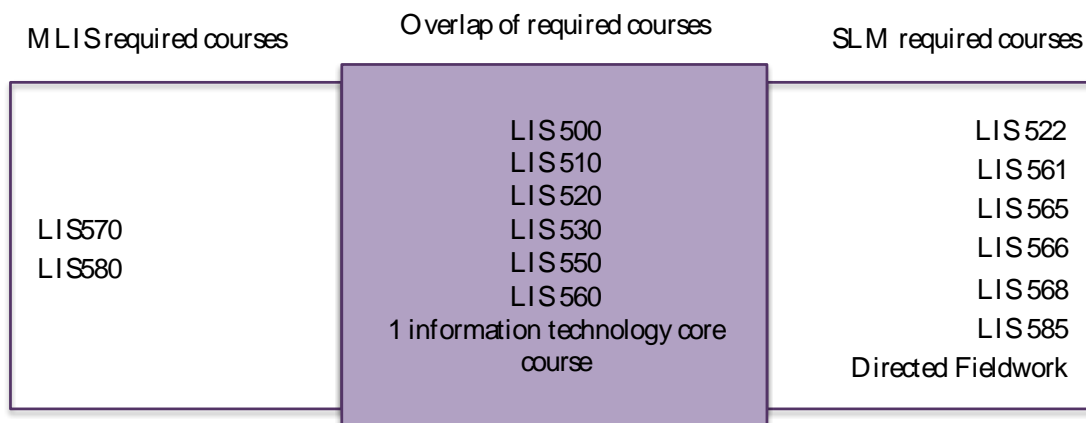 MLIS required courses
Overlap of required courses
SLM required courses
LIS570
LIS580
LIS 500
LIS 510
LIS 520
LIS 530
LIS 550
LIS 560
1 information technology core
course
LIS 522
LIS 561
LIS 565
LIS 566
LIS 568
LIS 585
Directed Fieldwork